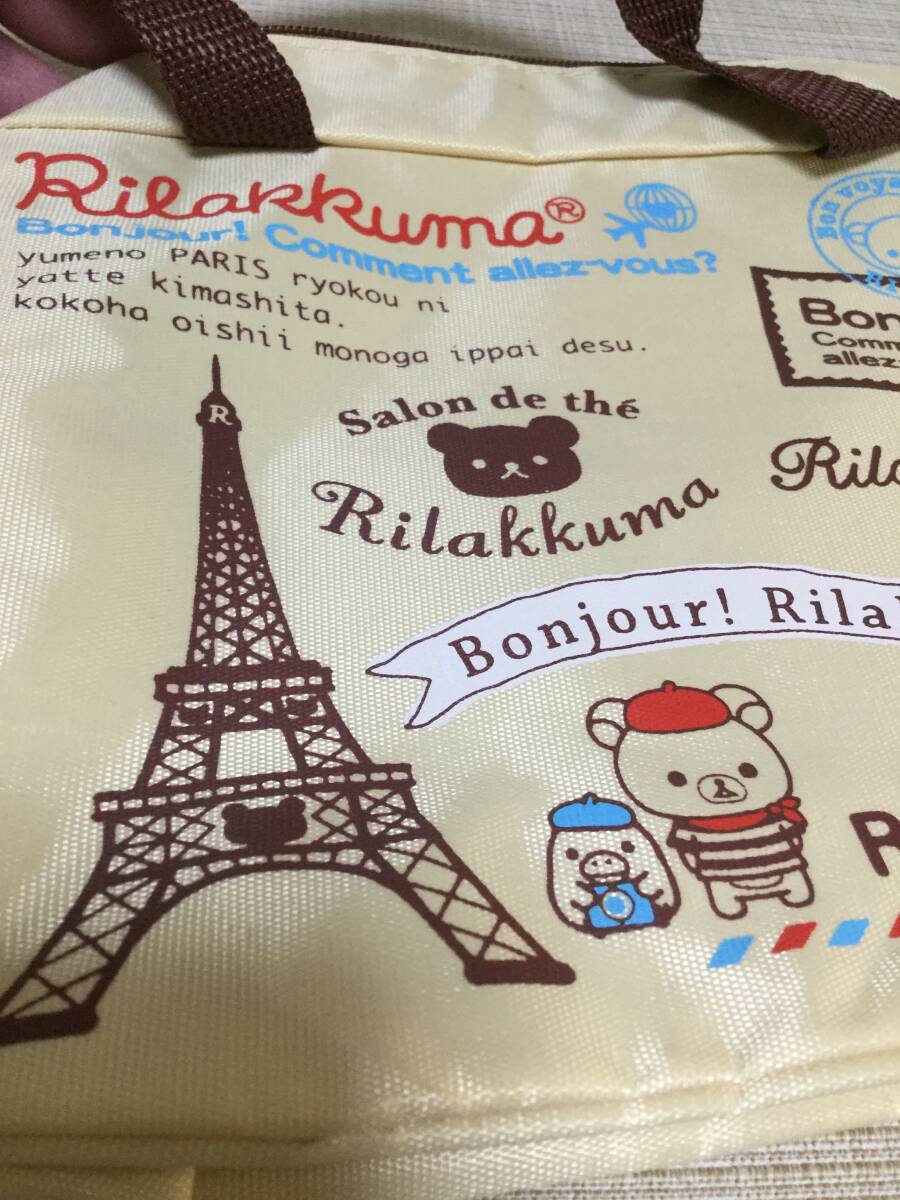 Rilakkuma®
Bonjour! Comment allez-vous?
yumeno PARIS ryokou ni
yatte kimashita.
kokoha oishii monoga ippai desu.
Bon
R
Salon de thé
Rilakkuma
Bonjour!